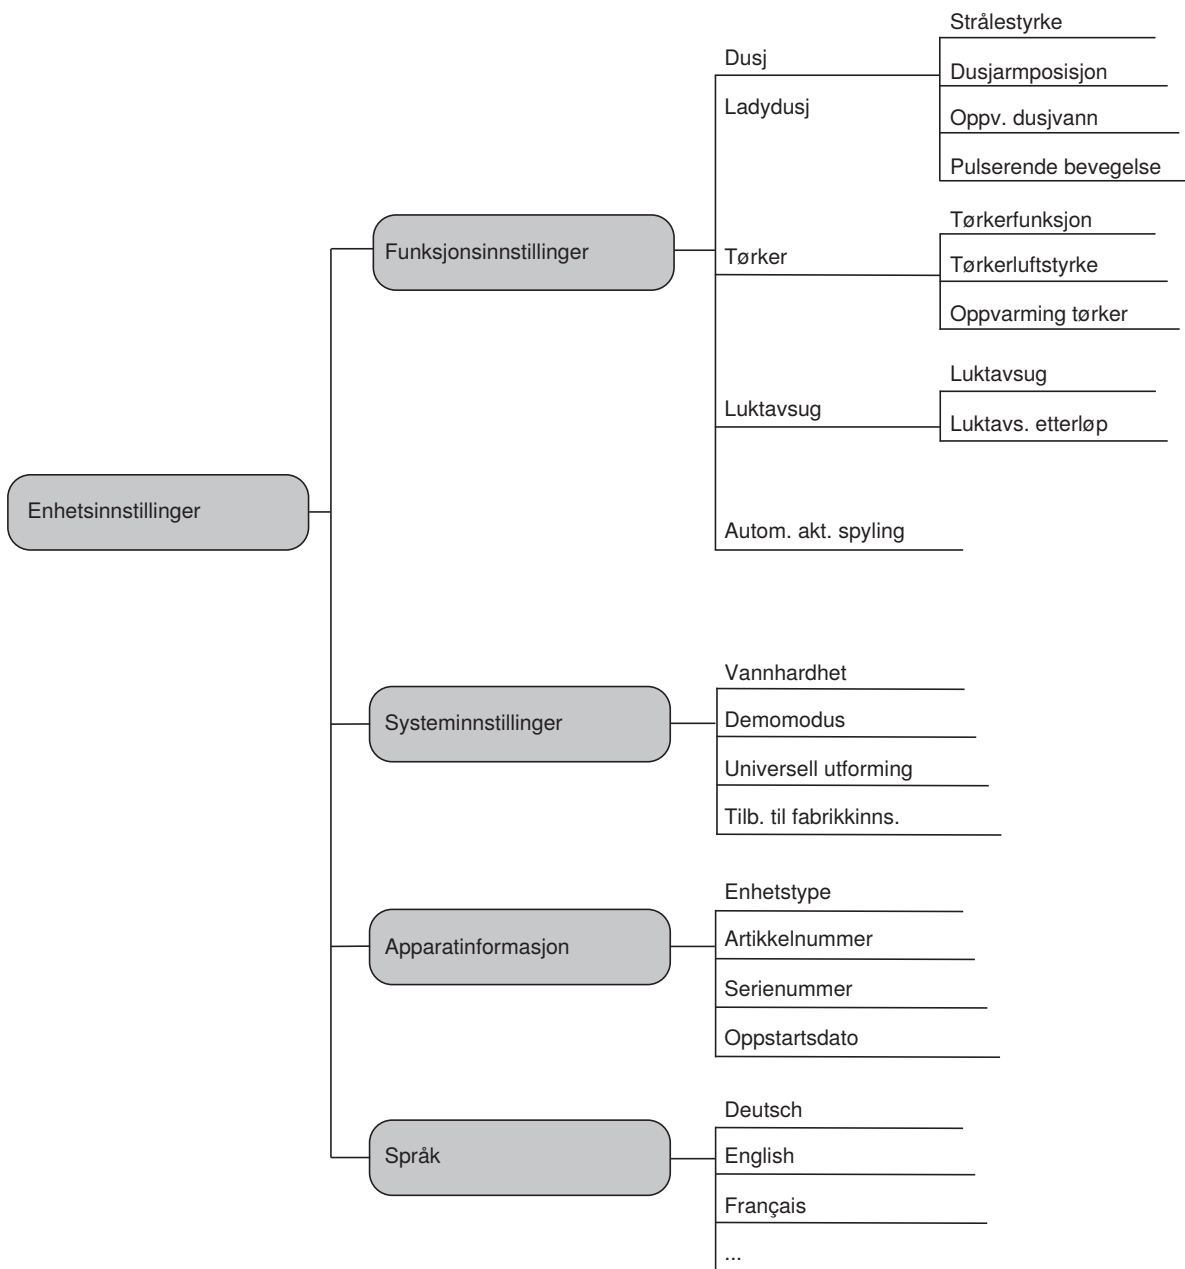 Enhetsinnstillinger
Funksjonsinnstillinger
Dusj
Ladydusj
Strålestyrke
Dusjarmposisjon
Oppv. dusjvann
Pulserende bevegelse
Tørker
Tørkerfunksjon
Tørkerluftstyrke
Oppvarming tørker
Luktavsug
Luktavsug
Luktavs. etterløp
Autom. akt. spyling
Systeminnstillinger
Vannhardhet
Demomodus
Universell utforming
Tilb. til fabrikkinns.
Apparatinformasjon
Enhetstype
Artikkelnummer
Serienummer
Oppstartsdato
Språk
Deutsch
English
Français
...